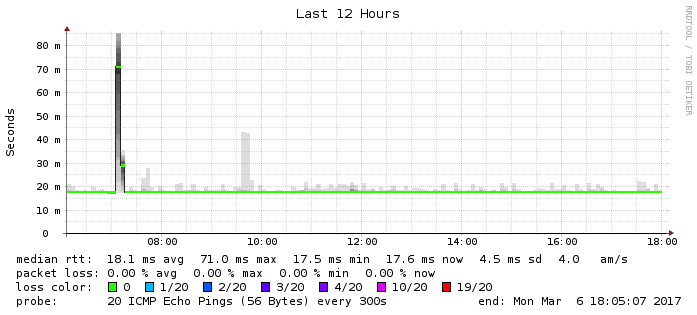 Last 12 Hours
RRDTOOL / TOBI OETIKER
Seconds
80 m
70 m
60 m
50 m
40 m
30 m
20 m
10 m
0
08:00 10:00 12:00 14:00 16:00 18:00
median rtt: 18.1 ms avg 71.0 ms max 17.5 ms min 17.6 ms now 4.5 ms sd 4.0 am/s
packet loss: 0.00 % avg 0.00 % max 0.00 % min 0.00 % now
loss color: 0 1/20 2/20 3/20 4/20 10/20 19/20
probe: 20 ICMP Echo Pings (56 Bytes) every 300s end: Mon Mar 6 18:05:07 2017